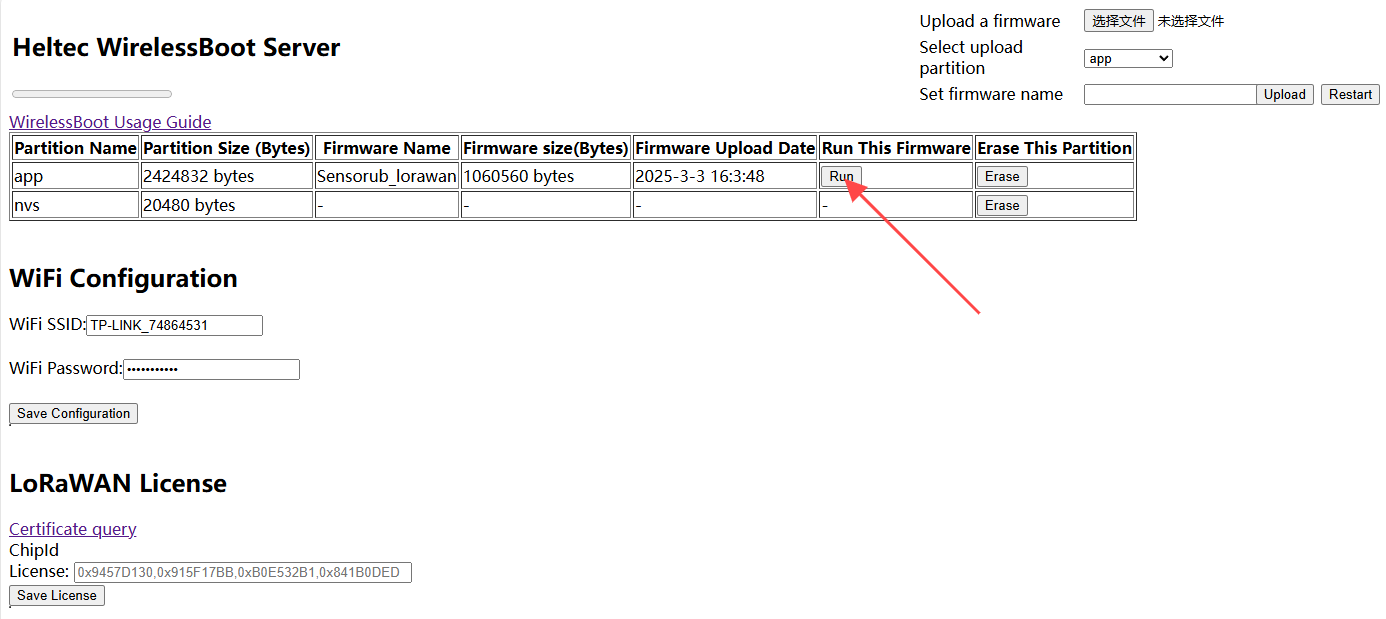 Heltec WirelessBoot Server
Upload a firmware 选择文件 未选择文件
Select upload partition app
Set firmware name Upload Restart
WirelessBoot Usage Guide
Partition Name Partition Size (Bytes) Firmware Name Firmware size(Bytes) Firmware Upload Date Run This Firmware Erase This Partition
app 2424832 bytes Sensorub_lorawan 1060560 bytes 2025-3-3 16:3:48 Run Erase
nvs 20480 bytes - - - - Erase
WiFi Configuration
WiFi SSID: TP-LINK_74864531
WiFi Password: •••••••••••
Save Configuration
LoRaWAN License
Certificate query
ChipId
License: 0x9457D130,0x915F17BB,0xB0E532B1,0x841B0DED
Save License